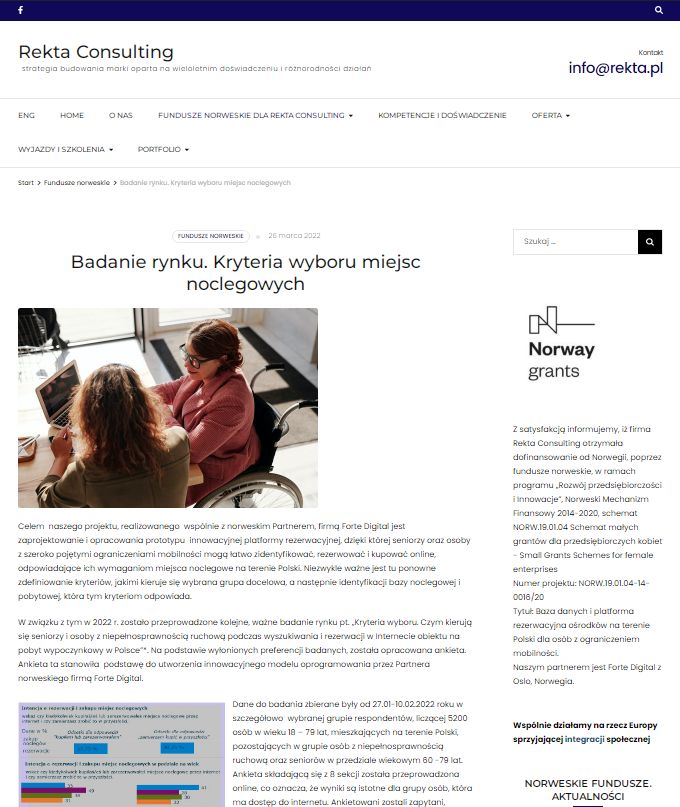 Rekta Consulting
strategia budowania marki oparta na wieloletnim doświadczeniu i różnorodności działań
Kontakt
info@rekta.pl
ENG HOME O NAS FUNDUSZE NORWESKIE DLA REKTA CONSULTING KOMPETENCJE I DOŚWIADCZENIE OFERTA
WYJAZDY I SZKOLENIA PORTFOLIO
Start > Fundusze norweskie > Badanie rynku. Kryteria wyboru miejsc noclegowych
FUNDUSZE NORWESKIE 26 marca 2022
Badanie rynku. Kryteria wyboru miejsc
noclegowych
Celem naszego projektu, realizowanego wspólnie z norweskim Partnerem, firmą Forte Digital jest
zaprojektowanie i opracowania prototypu innowacyjnej platformy rezerwacyjnej, dzięki której seniorzy oraz osoby
z szeroko pojętymi ograniczeniami mobilności mogą łatwo zidentyfikować, rezerwować i kupować online,
odpowiadające ich wymaganiom miejsca noclegowe na terenie Polski. Niezwykle ważne jest tu ponowne
zdefiniowanie kryteriów, jakimi kieruje się wybrana grupa docelowa, a następnie identyfikacji bazy noclegowej i
pobytowej, która tym kryteriom odpowiada.
W związku z tym w 2022 r. zostało przeprowadzone kolejne, ważne badanie rynku pt. „Kryteria wyboru. Czym kierują
się seniorzy i osoby z niepełnosprawnością ruchową podczas wyszukiwania i rezerwacji w Internecie obiektu na
pobyt wypoczynkowy w Polsce"*. Na podstawie wyłonionych preferencji badanych, została opracowana ankieta.
Ankieta ta stanowiła podstawę do utworzenia innowacyjnego modelu oprogramowania przez Partnera
norweskiego firmą Forte Digital.
Intencja o rezerwacji i zakupu miejsc noclegowych
Dane w %
Intencja o rezerwacji i zakupu miejsc noclegowych w podziale na wiek
Dane do badania zbierane były od 27.01-10.02.2022 roku w
szczegółowo wybranej grupie respondentów, liczącej 5200
osób w wieku 18 – 79 lat, mieszkających na terenie Polski,
pozostających w grupie osób z niepełnosprawnością
ruchową oraz seniorów w przedziale wiekowym 60 -79 lat.
Ankieta składającą się z 8 sekcji została przeprowadzona
online, co oznacza, że wyniki są istotne dla grupy osób, która
ma dostęp do internetu. Ankietowani zostali zapytani,
Szukaj …
Norway
grants
Z satysfakcją informujemy, iż firma
Rekta Consulting otrzymała
dofinansowanie od Norwegii, poprzez
fundusze norweskie, w ramach
programu „Rozwój przedsiębiorczości
i Innowacje", Norweski Mechanizm
Finansowy 2014-2020, schemat
NORW.19.01.04 Schemat małych
grantów dla przedsiębiorczych kobiet
- Small Grants Schemes for female
enterprises
Numer projektu: NORW.19.01.04-14-
0016/20
Tytuł: Baza danych i platforma
rezerwacyjna ośrodków na terenie
Polski dla osób z ograniczeniem
mobilności.
Naszym partnerem jest Forte Digital z
Oslo, Norwegia.
Wspólnie działamy na rzecz Europy
sprzyjającej integracji społecznej
NORWESKIE FUNDUSZE.
AKTUALNOŚCI